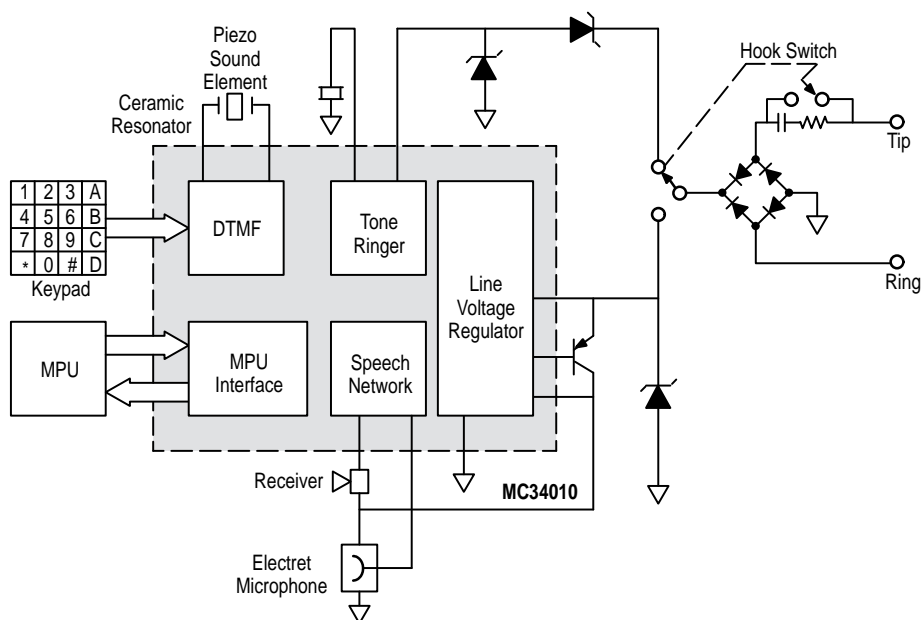 Piezo
Sound
Element
Ceramic
Resonator
Hook Switch
Tip
1 2 3 A
4 5 6 B
7 8 9 C
* 0 # D
Keypad
DTMF
Tone
Ringer
Ring
Line
Voltage
Regulator
MPU
MPU
Interface
Speech
Network
Receiver
MC34010
Electret
Microphone